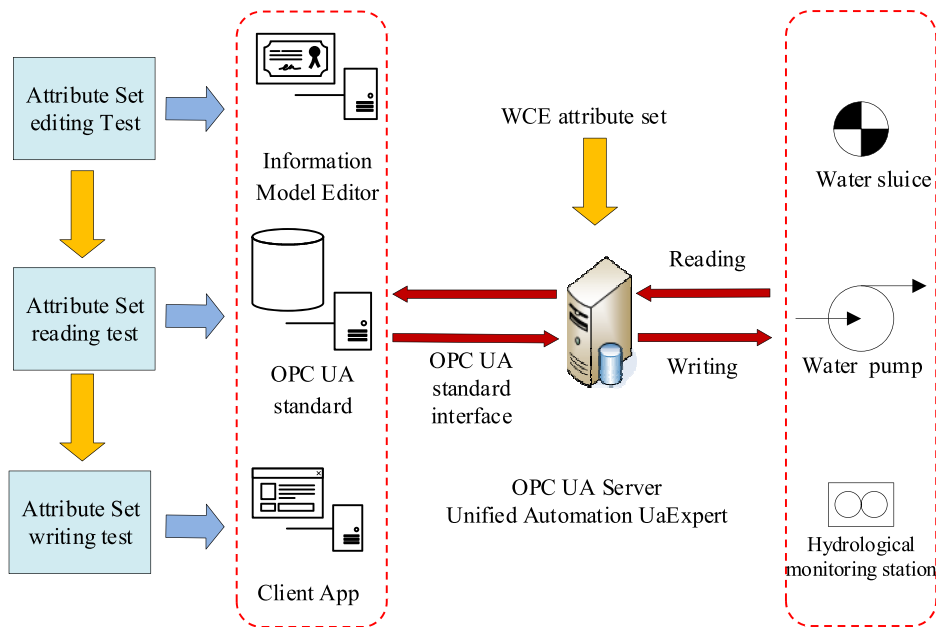 Attribute Set
editing Test
Attribute Set
reading test
Attribute Set
writing test
Information
Model Editor
OPC UA
standard
Client App
WCE attribute set
Reading
Writing
OPC UA
standard
interface
OPC UA Server
Unified Automation UaExpert
Water sluice
Water pump
Hydrological
monitoring station